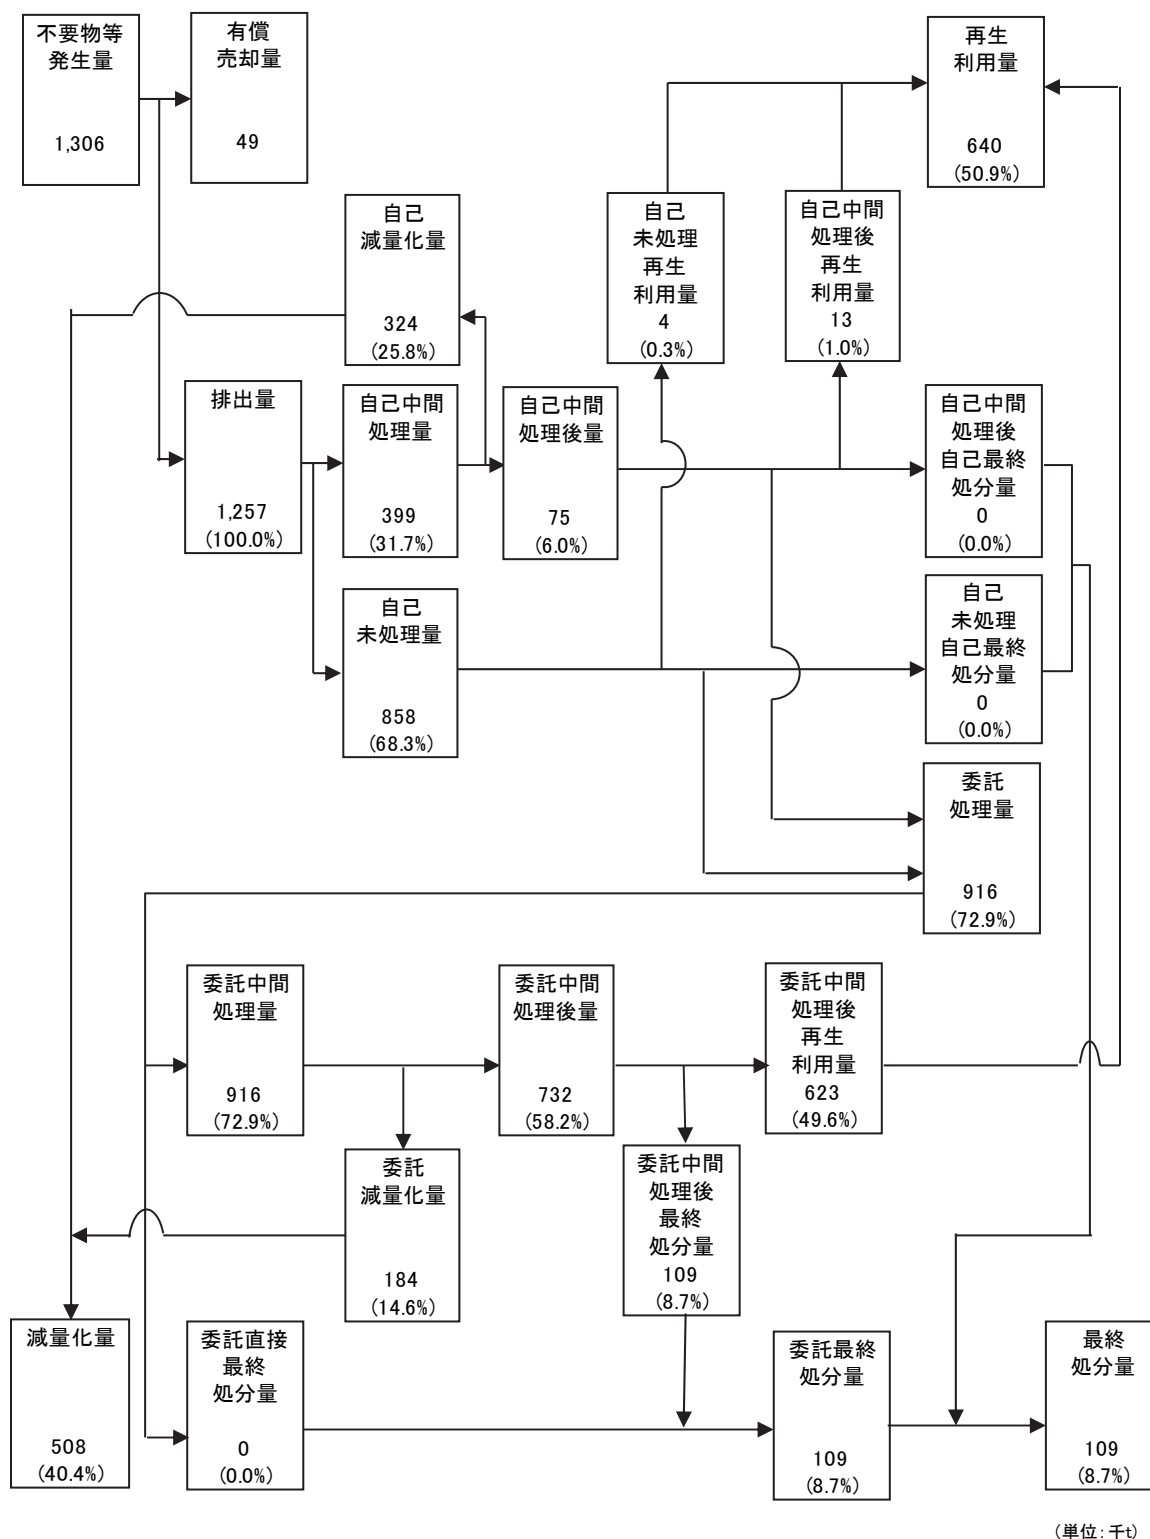 不要物等
発生量
1,306
有償
売却量
49
再生
利用量
640
(50.9%)
自己
減量化量
324
(25.8%)
自己
未処理
再生
利用量
4
(0.3%)
自己中間
処理後
再生
利用量
13
(1.0%)
排出量
1,257
(100.0%)
自己中間
処理量
399
(31.7%)
自己中間
処理後量
75
(6.0%)
自己中間
処理後
自己最終
処分量
0
(0.0%)
自己
未処理量
858
(68.3%)
自己
未処理
自己最終
処分量
0
(0.0%)
委託
処理量
916
(72.9%)
委託中間
処理量
916
(72.9%)
委託中間
処理後量
732
(58.2%)
委託中間
処理後
再生
利用量
623
(49.6%)
委託
減量化量
184
(14.6%)
委託中間
処理後
最終
処分量
109
(8.7%)
減量化量
508
(40.4%)
委託直接
最終
処分量
0
(0.0%)
委託最終
処分量
109
(8.7%)
最終
処分量
109
(8.7%)
(単位:千t)